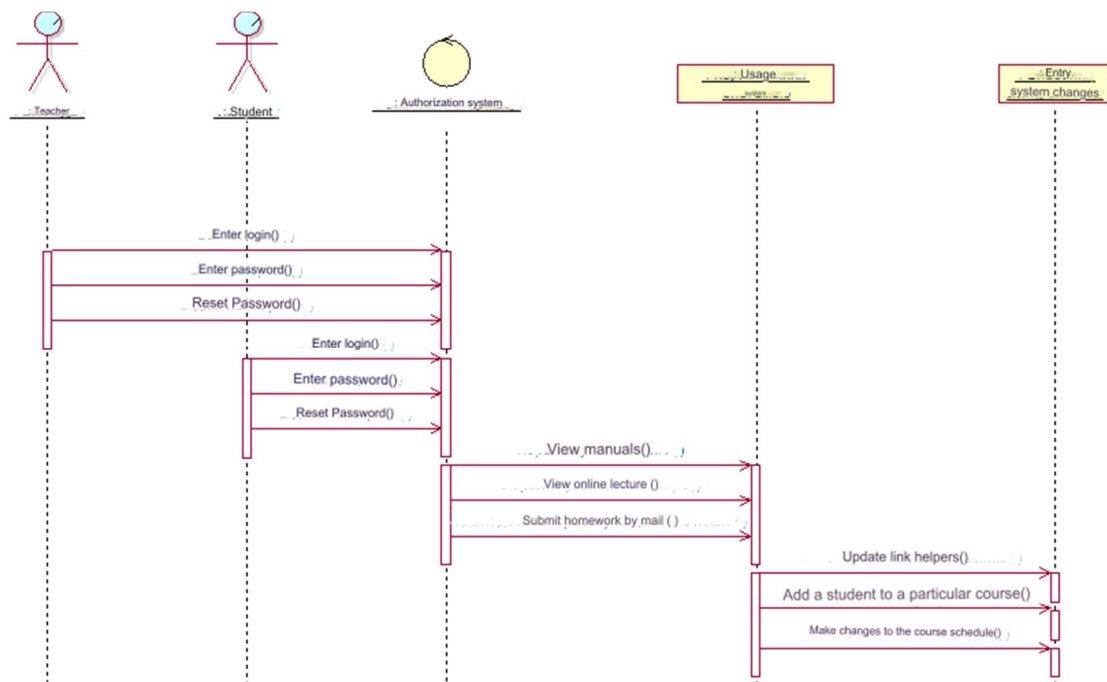 : Teacher
: Student
: Authorization system
Usage
system
Entry
system changes
Enter login()
Enter password()
Reset Password()
Enter login()
Enter password()
Reset Password()
View manuals()
View online lecture ()
Submit homework by mail ( )
Update link helpers()
Add a student to a particular course()
Make changes to the course schedule()